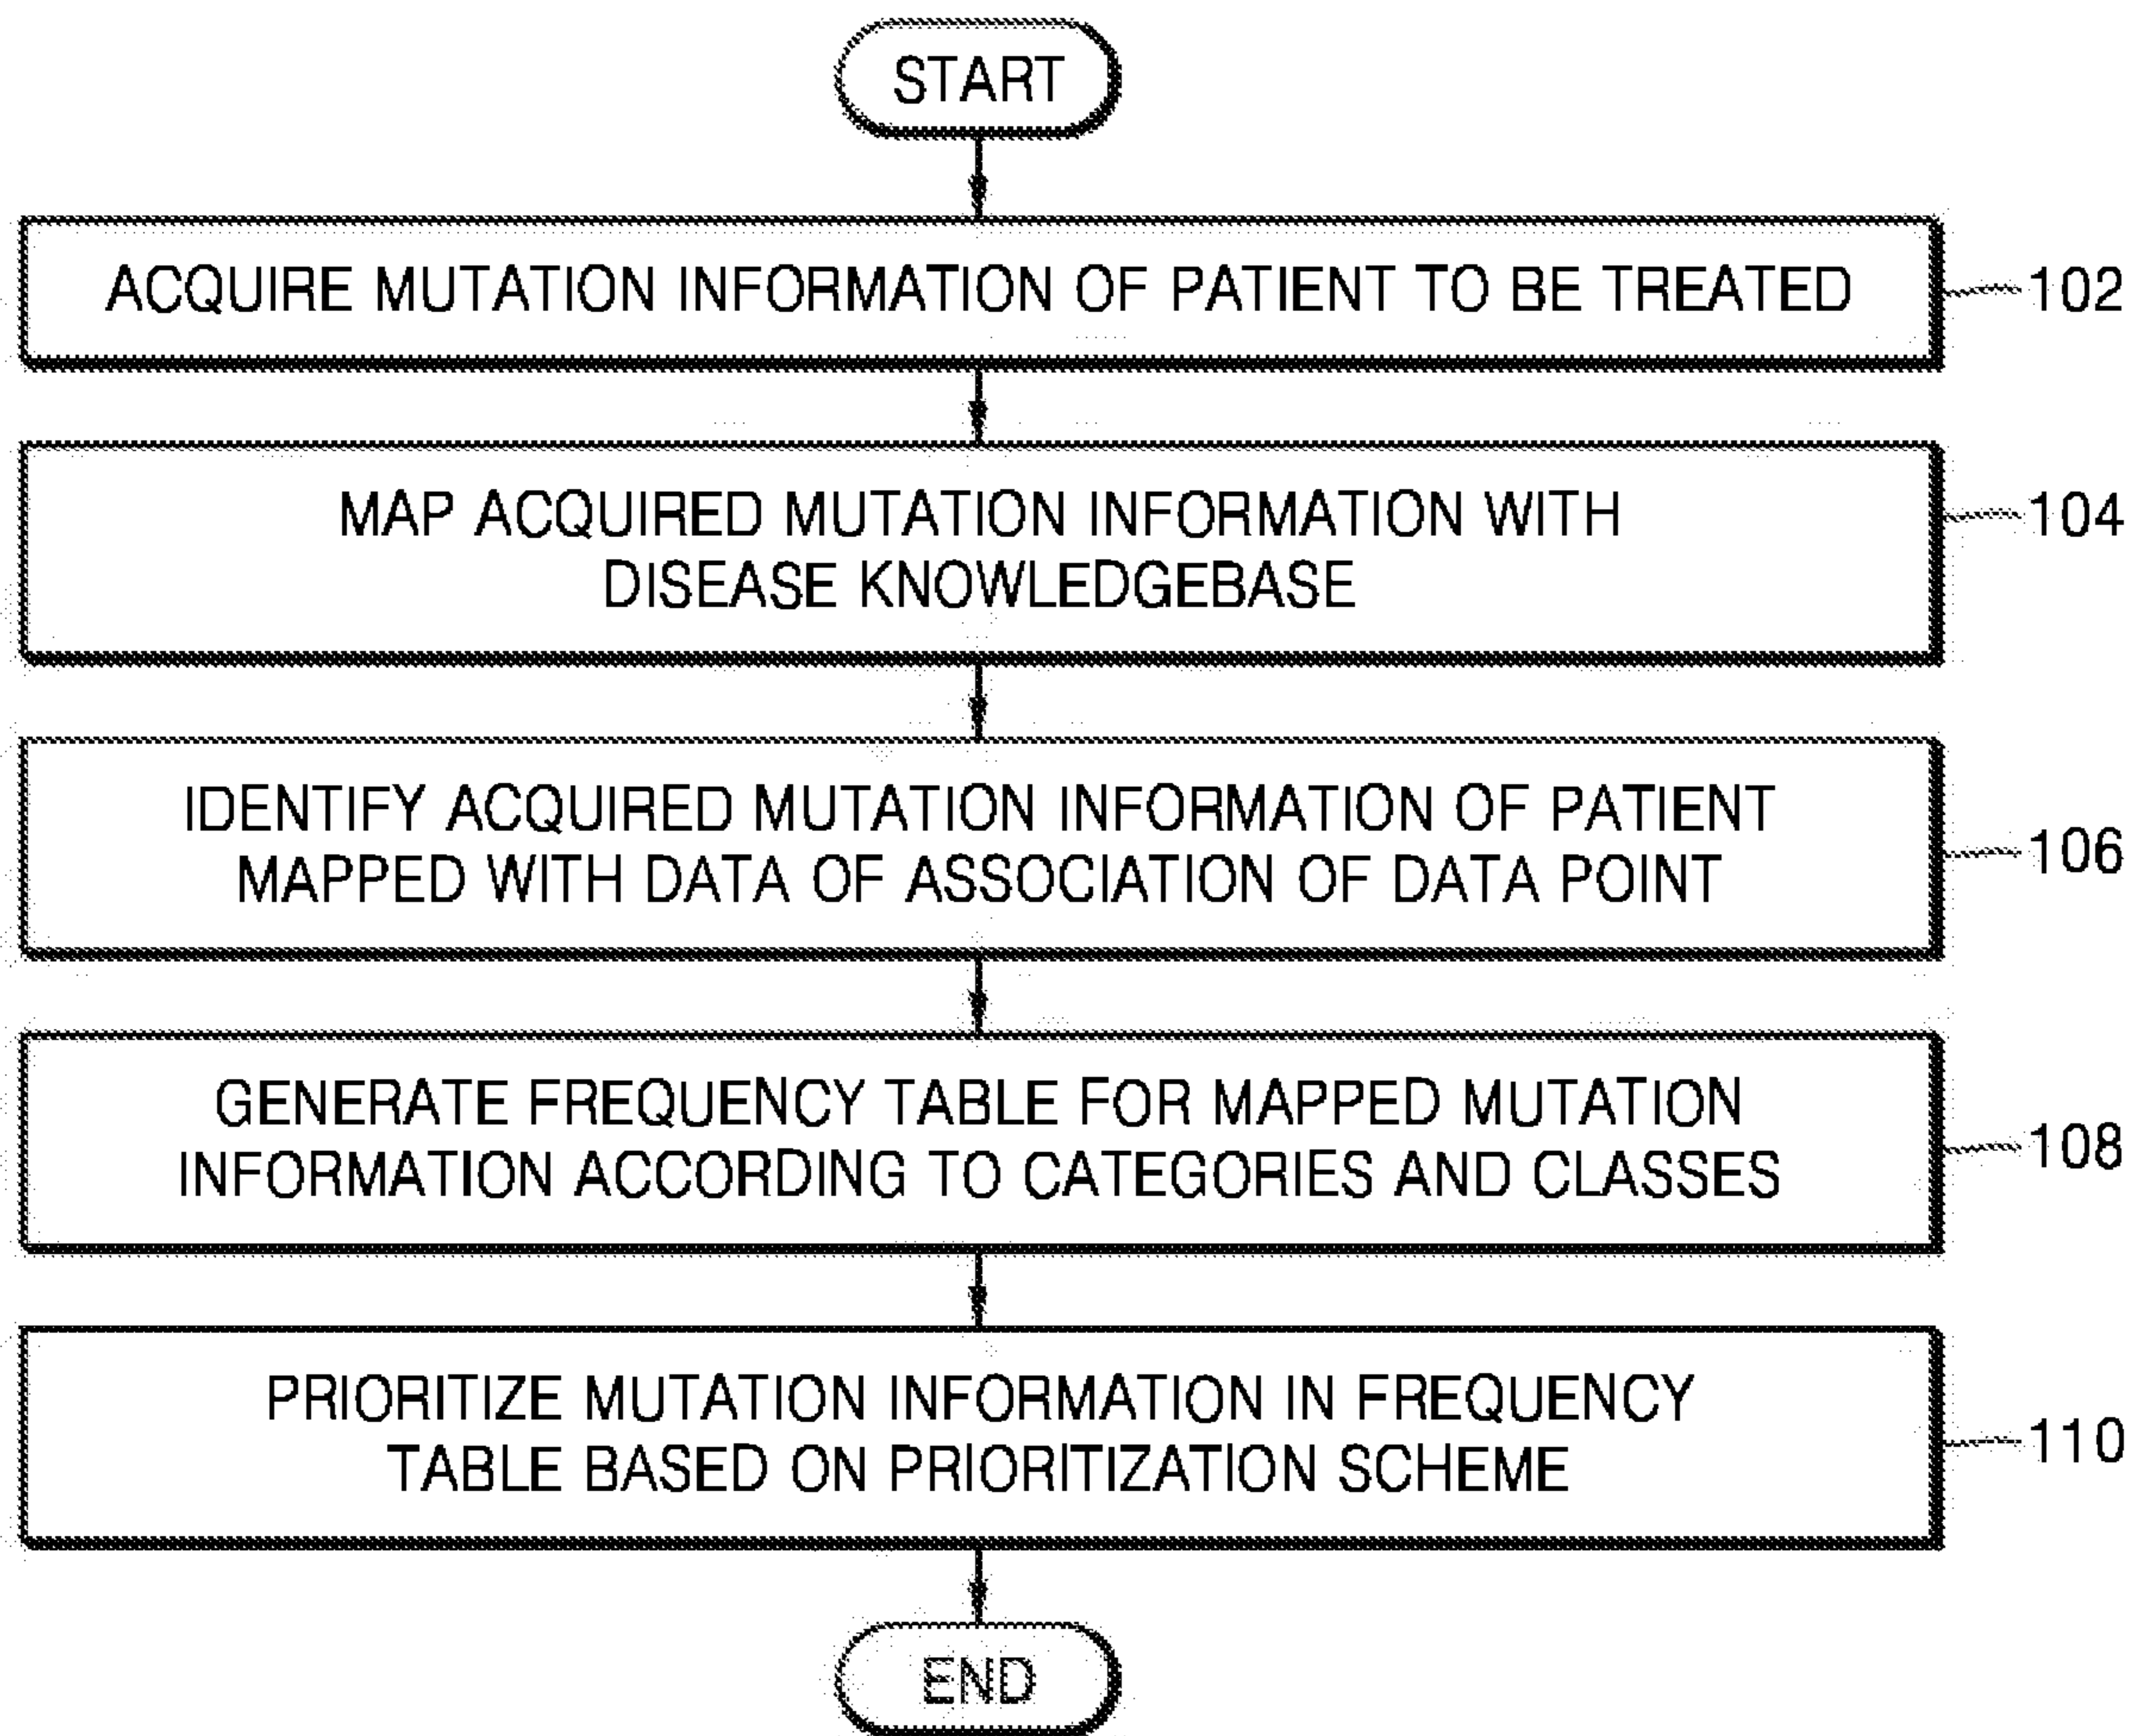 START
ACQUIRE MUTATION INFORMATION OF PATIENT TO BE TREATED
102
MAP ACQUIRED MUTATION INFORMATION WITH
DISEASE KNOWLEDGEBASE
104
IDENTIFY ACQUIRED MUTATION INFORMATION OF PATIENT
MAPPED WITH DATA OF ASSOCIATION OF DATA POINT
106
GENERATE FREQUENCY TABLE FOR MAPPED MUTATION
INFORMATION ACCORDING TO CATEGORIES AND CLASSES
108
PRIORITIZE MUTATION INFORMATION IN FREQUENCY
TABLE BASED ON PRIORITIZATION SCHEME
110
END